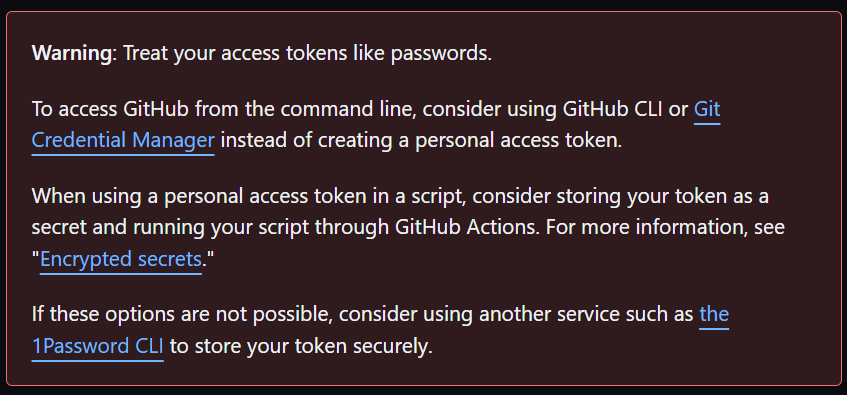 Warning: Treat your access tokens like passwords.
To access GitHub from the command line, consider using GitHub CLI or Git
Credential Manager instead of creating a personal access token.
When using a personal access token in a script, consider storing your token as a
secret and running your script through GitHub Actions. For more information, see
"Encrypted secrets."
If these options are not possible, consider using another service such as the
1Password CLI to store your token securely.